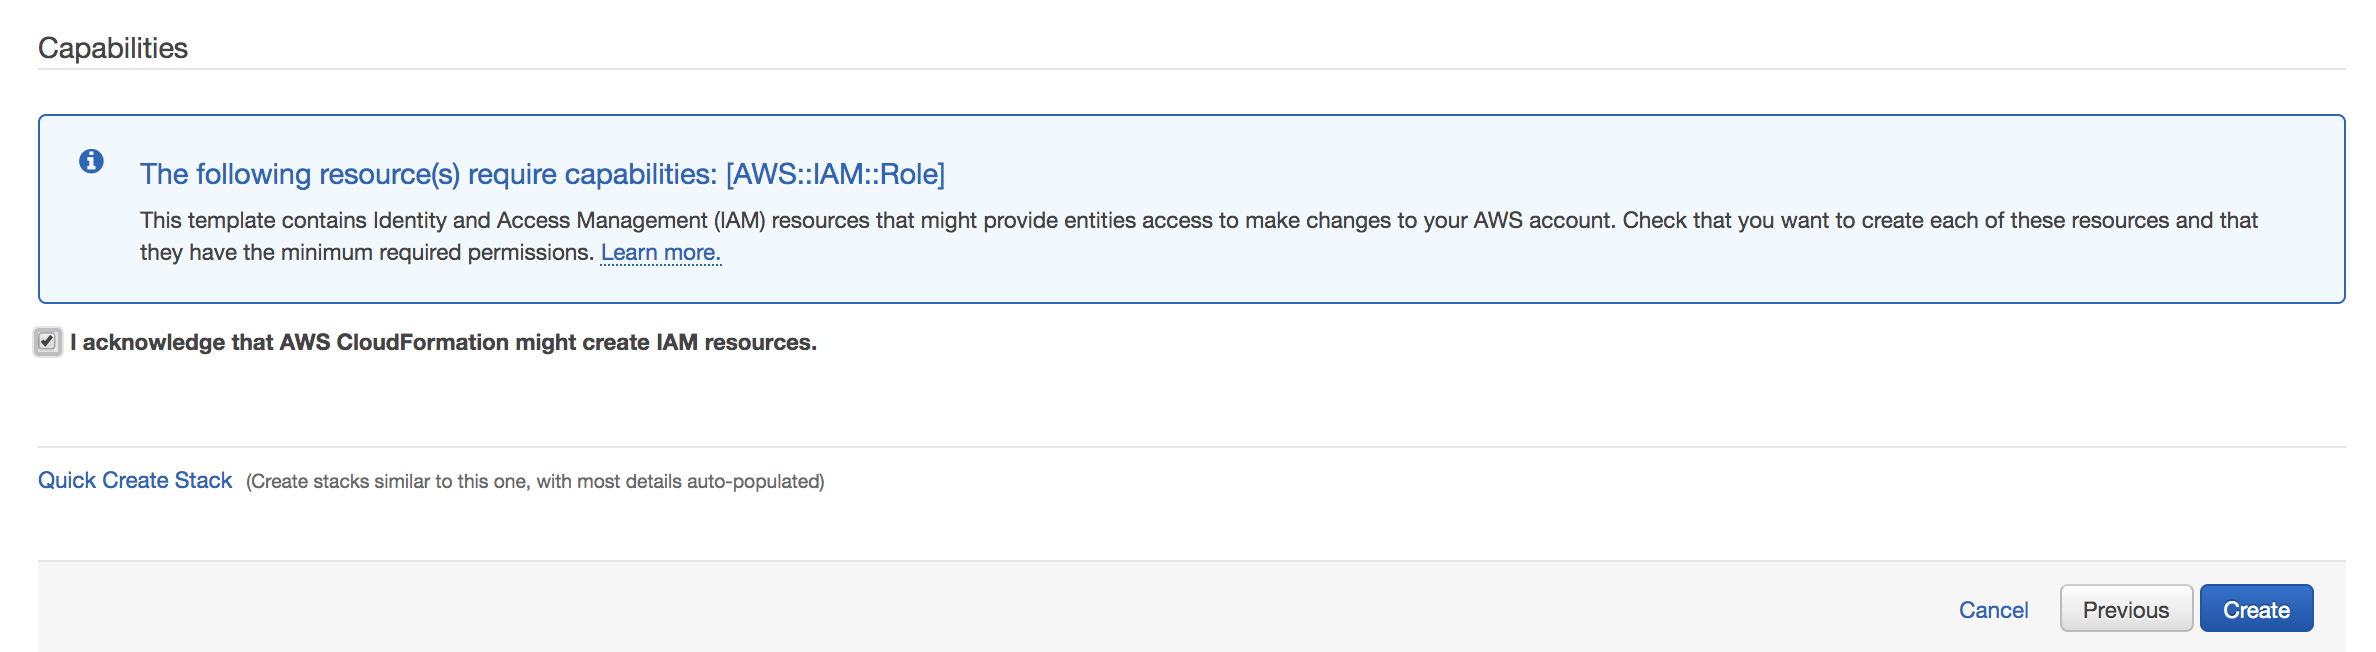 Capabilities
The following resource(s) require capabilities: [AWS::IAM::Role]
This template contains Identity and Access Management (IAM) resources that might provide entities access to make changes to your AWS account. Check that you want to create each of these resources and that
they have the minimum required permissions. Learn more.
I acknowledge that AWS CloudFormation might create IAM resources.
Quick Create Stack (Create stacks similar to this one, with most details auto-populated)
Cancel Previous Create